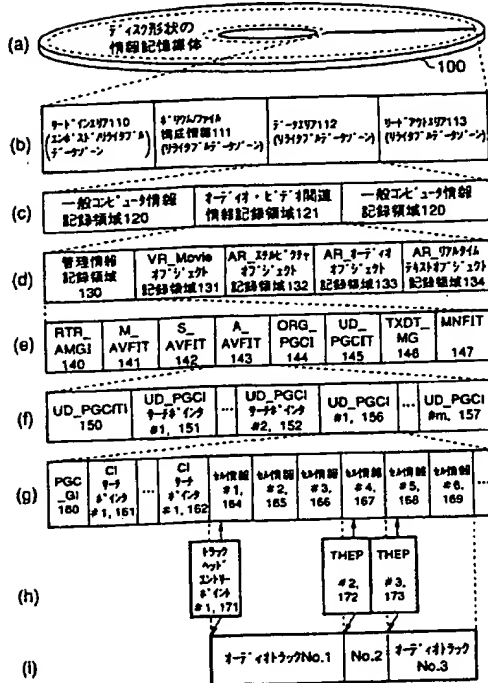 (a)
ディスク形状の
情報記憶媒体
100
(b)
リードインエリア110
(エンボスド/リライタブル
データゾーン)
ボリウム/ファイル
構成情報111
(リライタブルデータゾーン)
データエリア112
(リライタブルデータゾーン)
リードアウトエリア113
(リライタブルデータゾーン)
(c)
一般コンピュータ情報
記録領域120
オーディオ・ビデオ関連
情報記録領域121
一般コンピュータ情報
記録領域120
(d)
管理情報
記録領域
130
VR_Movie
オブジェクト
記録領域131
AR_スチルピクチャ
オブジェクト
記録領域132
AR_オーディオ
オブジェクト
記録領域133
AR_リアルタイム
テキストオブジェクト
記録領域134
(e)
RTR_
AMGI
140
M_
AVFIT
141
S_
AVFIT
142
A_
AVFIT
143
ORG_
PGCI
144
UD_
PGCIT
145
TXDT_
MG
146
MNFIT
147
(f)
UD_PGCITI
150
UD_PGCI
サーチポインタ
#1, 151
…
UD_PGCI
サーチポインタ
#2, 152
UD_PGCI
#1, 156
…
UD_PGCI
#m, 157
(g)
PGC
_GI
160
CI
サーチ
ポインタ
#1, 161
…
CI
サーチ
ポインタ
#1, 162
セル情報
#1,
164
セル情報
#2,
165
セル情報
#3,
166
セル情報
#4,
167
セル情報
#5,
168
セル情報
#6,
169
…
(h)
トラック
ヘッド
エントリー
ポイント
#1, 171
THEP
#2,
172
THEP
#3,
173
(i)
オーディオトラックNo.1
No.2
オーディオトラック
No.3